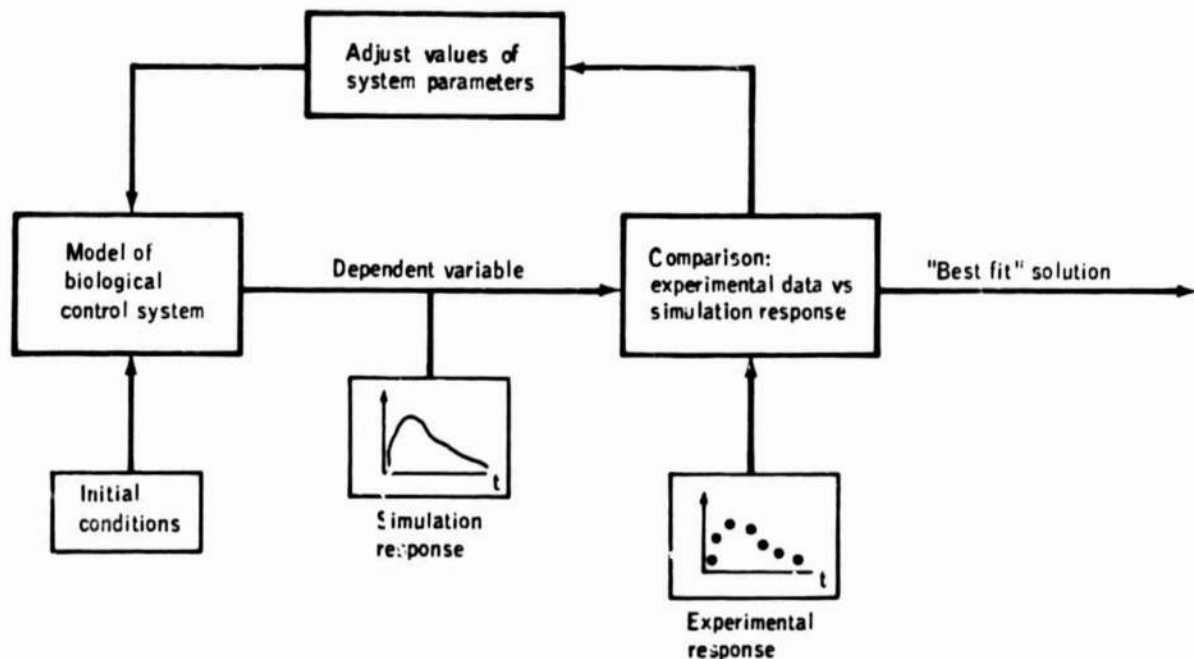 Adjust values of
system parameters
Model of
biological
control system
Dependent variable
Comparison:
experimental data vs
simulation response
"Best fit" solution
Initial
conditions
t
Simulation
response
t
Experimental
response